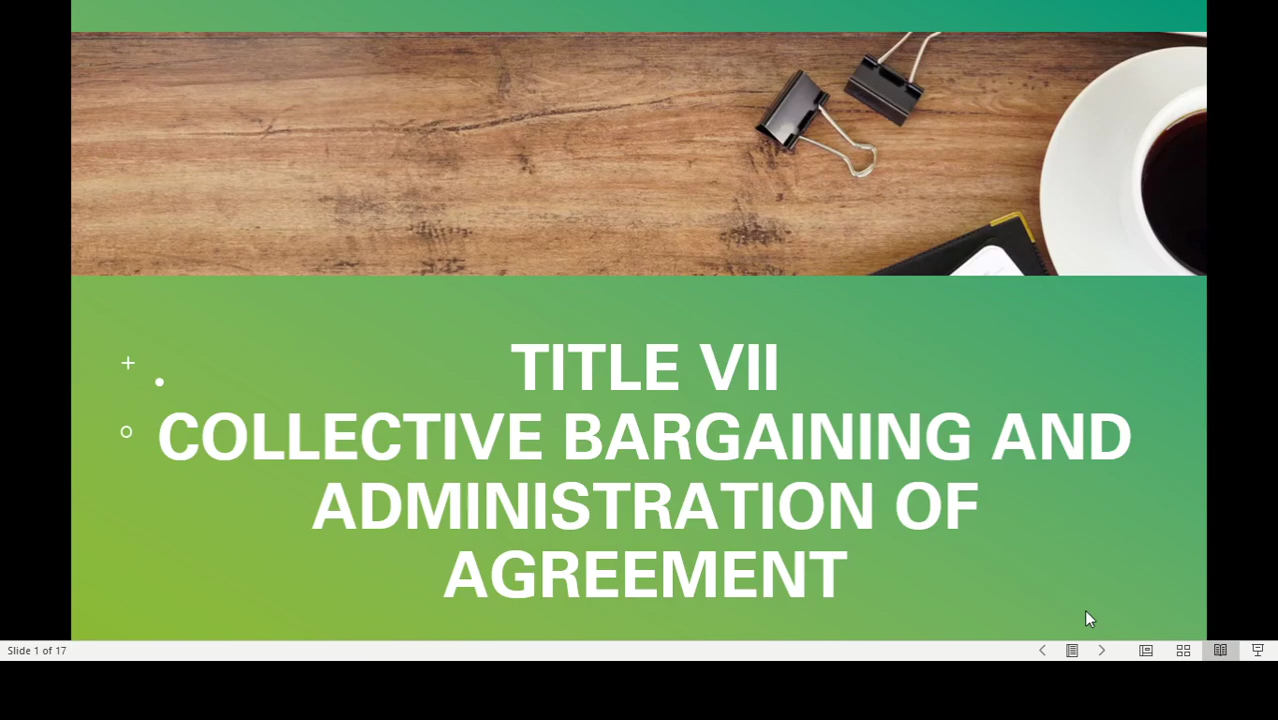 TITLE VII
COLLECTIVE BARGAINING AND
ADMINISTRATION OF
AGREEMENT
Slide 1 of 17